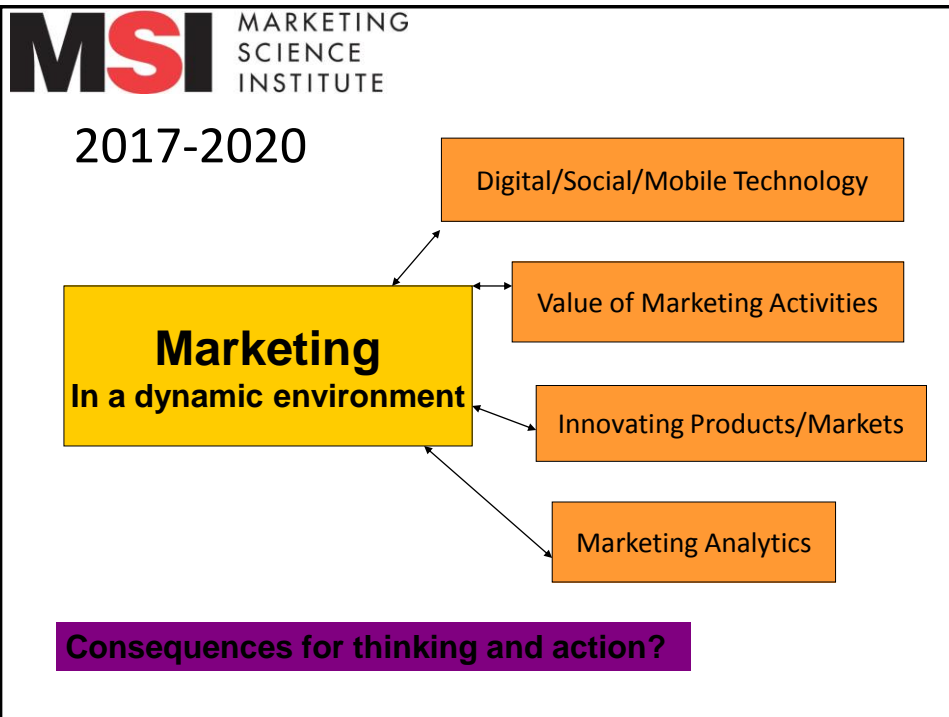 MSI
MARKETING
SCIENCE
INSTITUTE
2017-2020
Digital/Social/Mobile Technology
Value of Marketing Activities
Marketing
In a dynamic environment
Innovating Products/Markets
Marketing Analytics
Consequences for thinking and action?